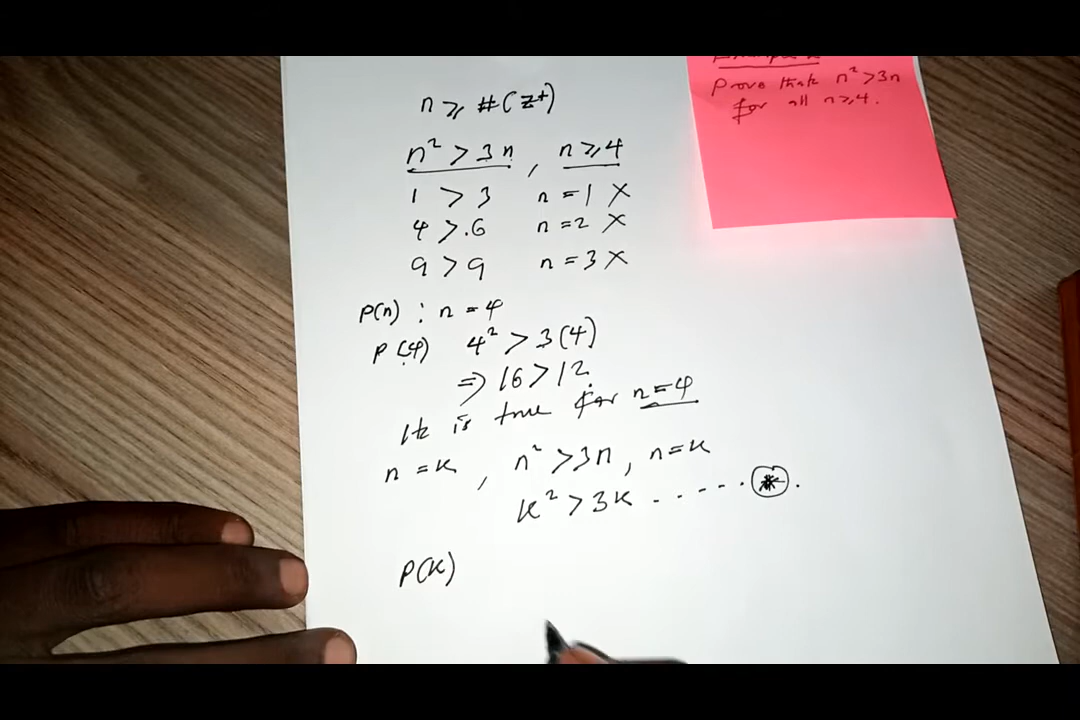 n ≥ #(z+)
n² > 3n , n ≥ 4
1 > 3 n = 1 X
4 > .6 n = 2 X
9 > 9 n = 3 X
P(n) : n = 4
P(4) 4² > 3(4)
⇒ 16 > 12.
It is true for n = 4
n = k , n² > 3n , n = k
k² > 3k . . . - - - . (*) .
P(k)
Prove that n² > 3n
for all n ≥ 4.